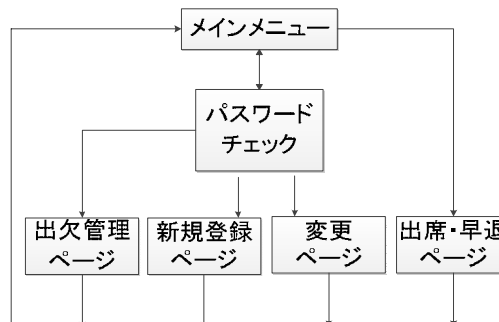 メインメニュー
パスワード
チェック
出欠管理
ページ
新規登録
ページ
変更
ページ
出席・早退
ページ